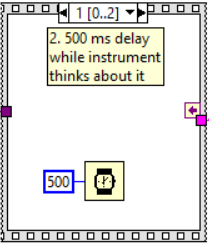 1 [0..2]
2. 500 ms delay
while instrument
thinks about it
500